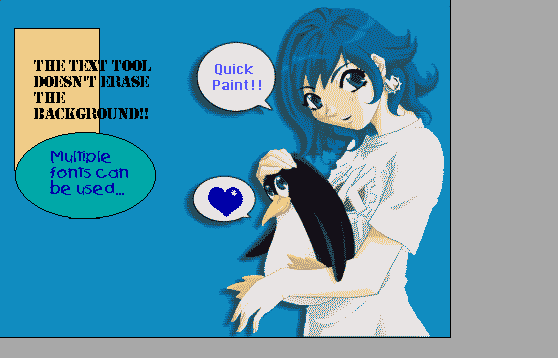 THE TEXT TOOL
DOESN'T ERASE
THE
BACKGROUND!!
Quick
Paint!!
Multiple
fonts can
be used...